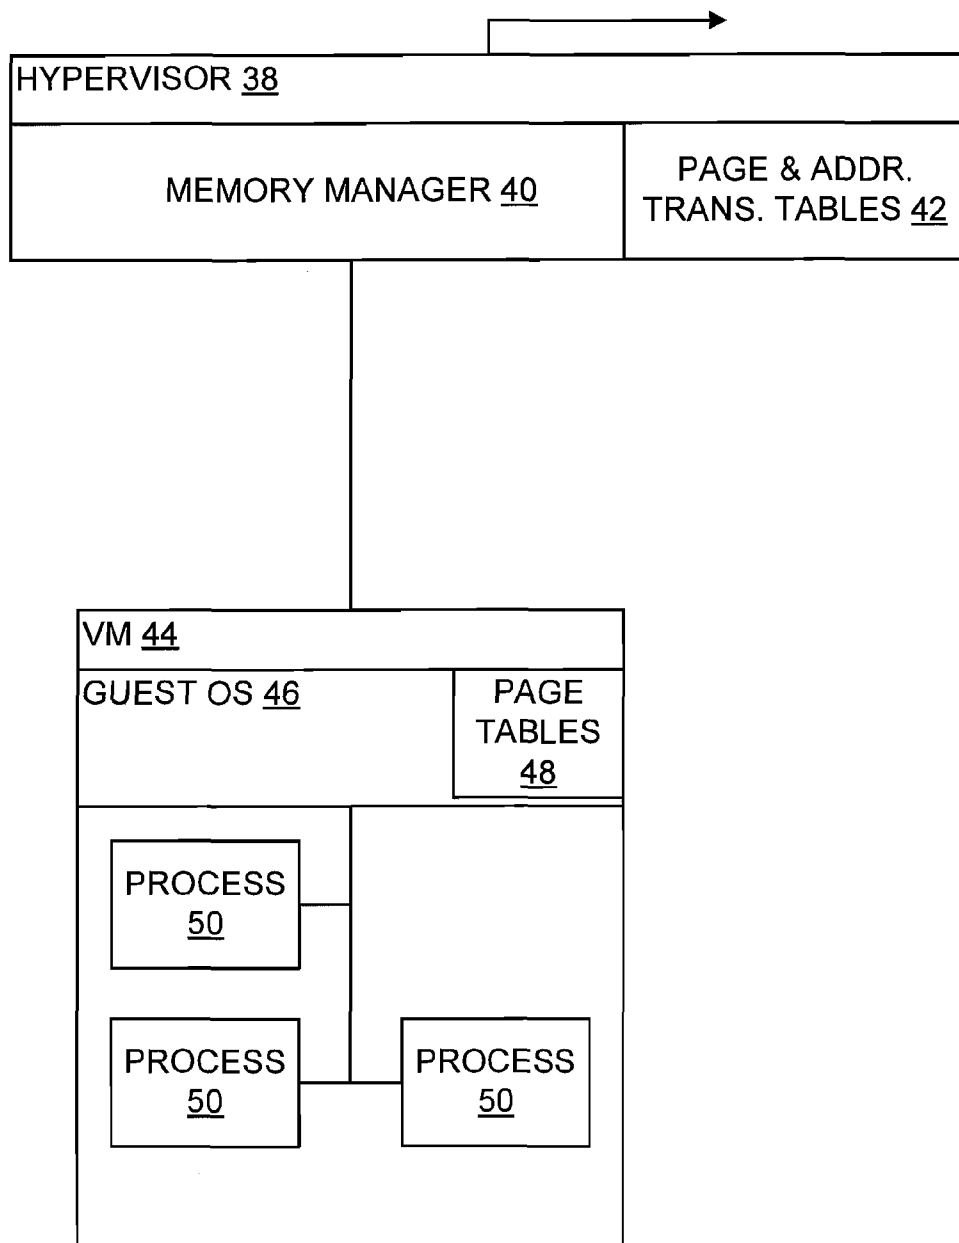 HYPERVISOR 38
MEMORY MANAGER 40
PAGE & ADDR.
TRANS. TABLES 42
VM 44
GUEST OS 46
PAGE
TABLES
48
PROCESS
50
PROCESS
50
PROCESS
50